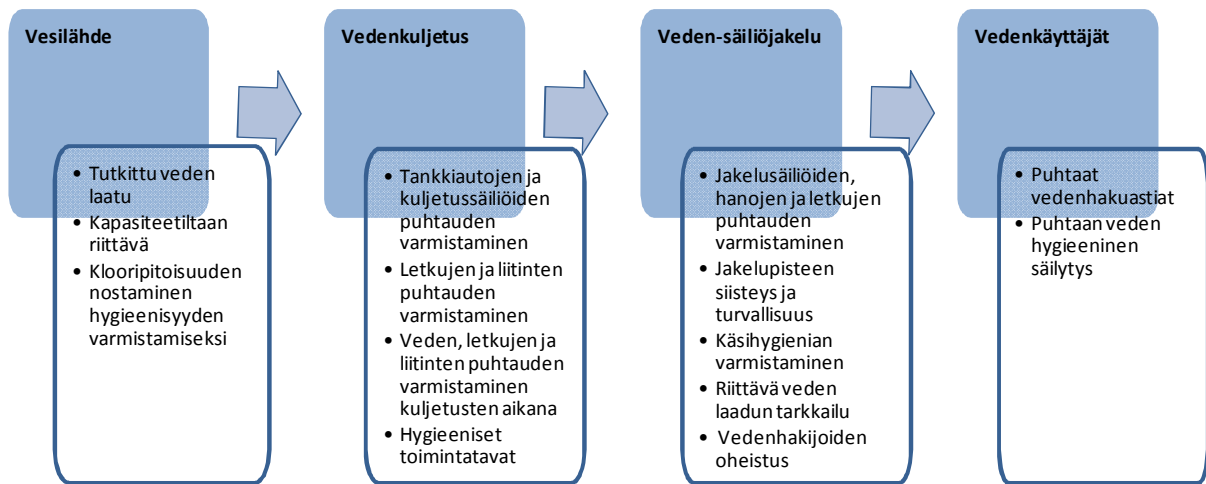 Vesilähde
• Tutkittu veden
laatu
• Kapasiteetiltaan
riittävä
• Klooripitoisuuden
nostaminen
hygieenisyyden
varmistamiseksi
Vedenkuljetus
• Tankkiautojen ja
kuljetussäiliöiden
puhtauden
varmistaminen
• Letkujen ja liitinten
puhtauden
varmistaminen
• Veden, letkujen ja
liitinten puhtauden
varmistaminen
kuljetusten aikana
• Hygieeniset
toimintatavat
Veden-säiliöjakelu
• Jakelusäiliöiden,
hanojen ja letkujen
puhtauden
varmistaminen
• Jakelupisteen
siisteys ja
turvallisuus
• Käsihygienian
varmistaminen
• Riittävä veden
laadun tarkkailu
• Vedenhakijoiden
oheistus
Vedenkäyttäjät
• Puhtaat
vedenhakuastiat
• Puhtaan veden
hygieeninen
säilytys